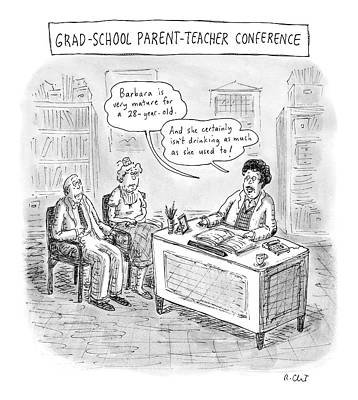 GRAD-SCHOOL PARENT-TEACHER CONFERENCE
Barbara is
very mature for
a 28-year-old.
And she certainly
isn't drinking as much
as she used to!
R.Chst